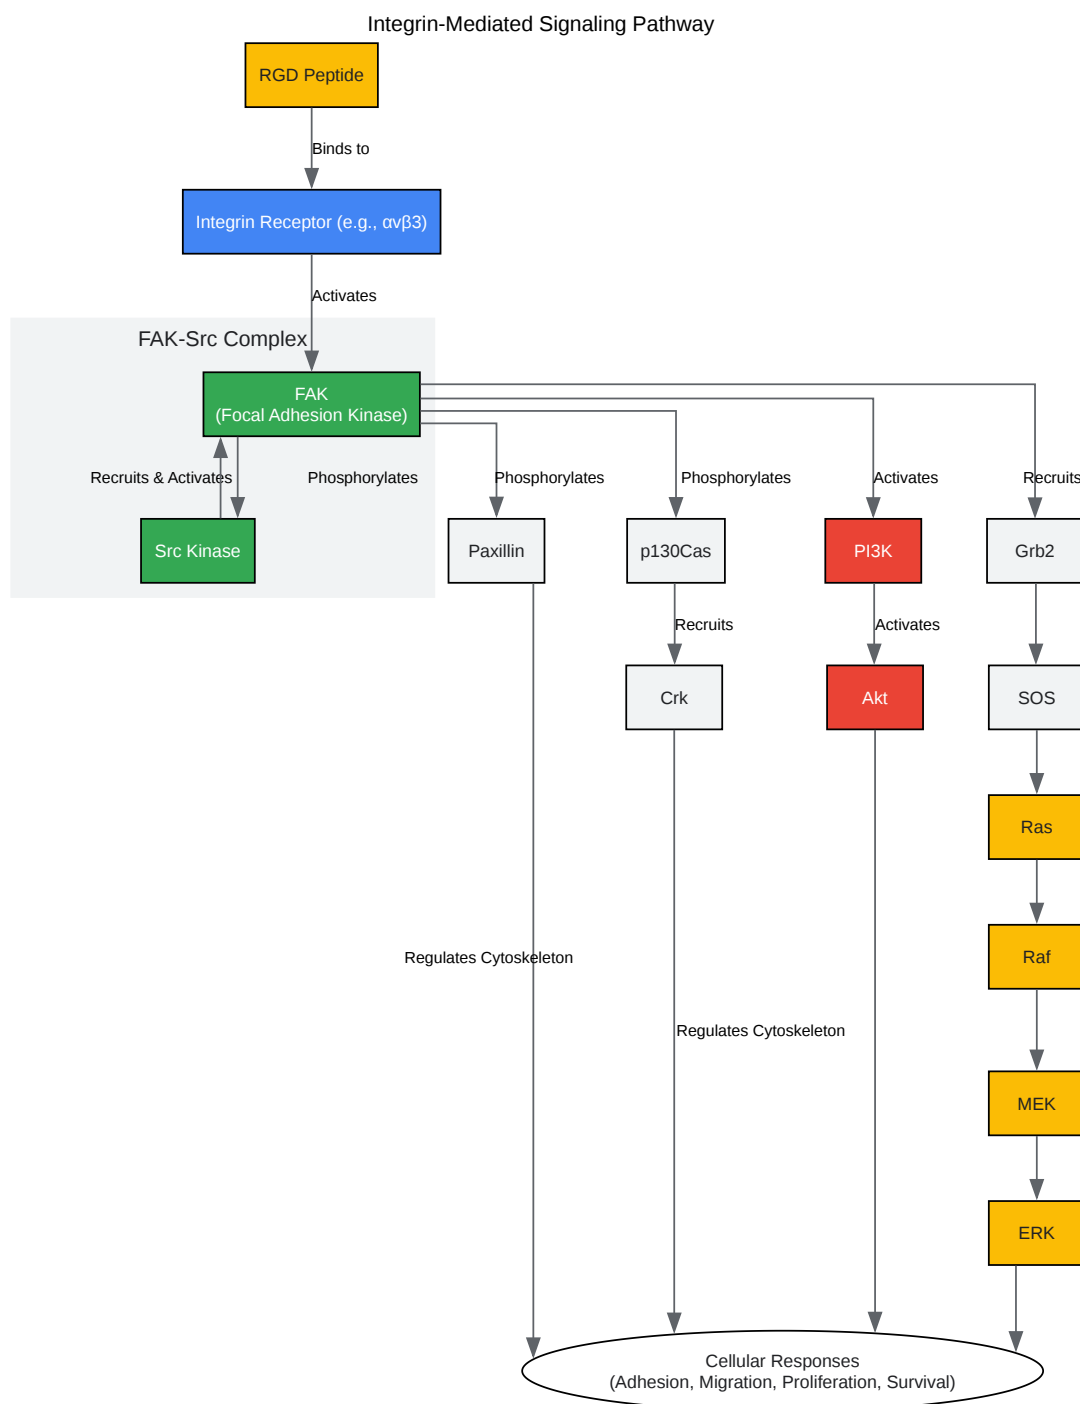 Integrin-Mediated Signaling Pathway
RGD Peptide
Binds to
Integrin Receptor (e.g., αvβ3)
Activates
FAK-Src Complex
FAK
(Focal Adhesion Kinase)
Recruits & Activates
Phosphorylates
Phosphorylates
Phosphorylates
Activates
Recruits
Src Kinase
Paxillin
p130Cas
PI3K
Grb2
Recruits
Activates
Crk
Akt
SOS
Ras
Raf
Regulates Cytoskeleton
Regulates Cytoskeleton
MEK
ERK
Cellular Responses
(Adhesion, Migration, Proliferation, Survival)